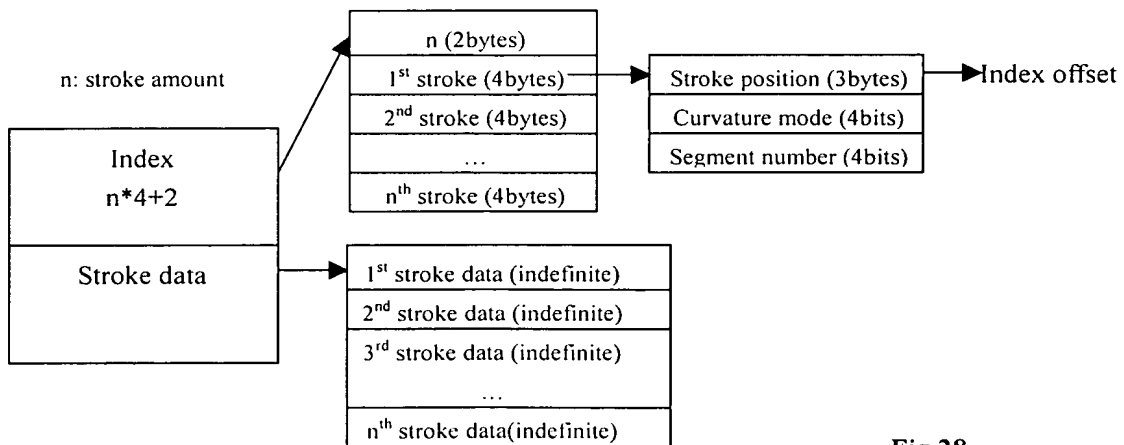 n: stroke amount
Index
n*4+2
Stroke data
n (2bytes)
1st stroke (4bytes)
2nd stroke (4bytes)
...
nth stroke (4bytes)
Stroke position (3bytes)
Curvature mode (4bits)
Segment number (4bits)
Index offset
1st stroke data (indefinite)
2nd stroke data (indefinite)
3rd stroke data (indefinite)
...
nth stroke data(indefinite)